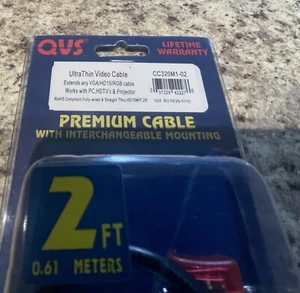 QVS
LIFETIME
WARRANTY
UltraThin Video Cable
CC320M1-02
Extends any VGA/HD15/RGB cable
Works with PC, HDTV's & Projector
PREMIUM CABLE
WITH INTERCHANGEABLE MOUNTING
2 FT
0.61 METERS